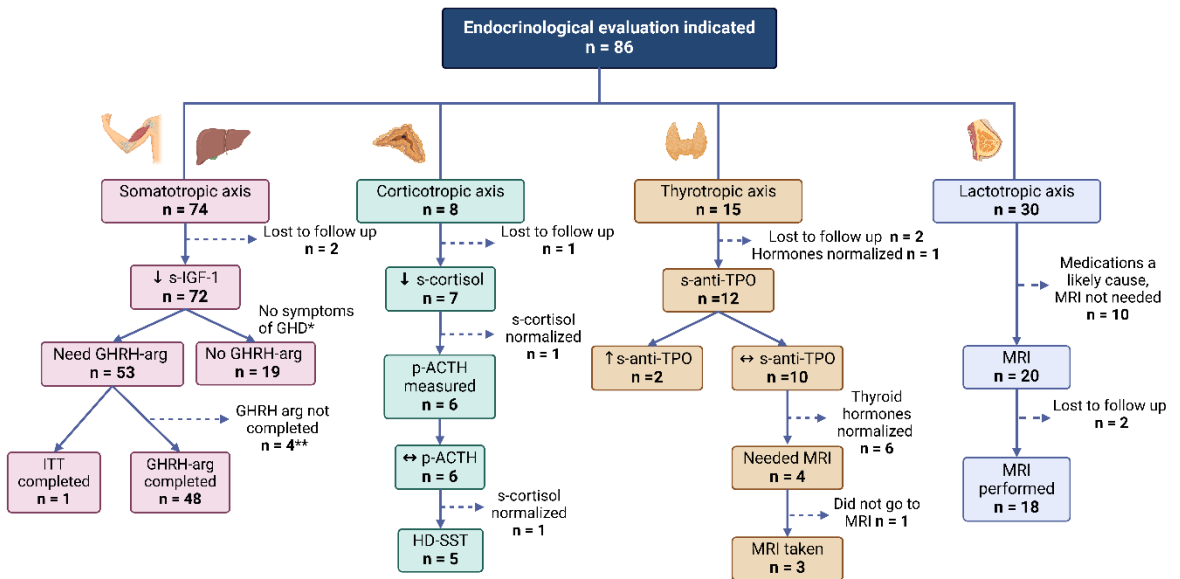 Endocrinological evaluation indicated
n = 86
Somatotropic axis
n = 74
Lost to follow up
n = 2
↓ s-IGF-1
n = 72
No symptoms
of GHD*
Need GHRH-arg
n = 53
No GHRH-arg
n = 19
GHRH arg not
completed
n = 4**
ITT
completed
n = 1
GHRH-arg
completed
n = 48
Corticotropic axis
n = 8
Lost to follow up
n = 1
↓ s-cortisol
n = 7
s-cortisol
normalized
n = 1
p-ACTH
measured
n = 6
↔ p-ACTH
n = 6
s-cortisol
normalized
n = 1
HD-SST
n = 5
Thyrotropic axis
n = 15
Lost to follow up n = 2
Hormones normalized n = 1
s-anti-TPO
n =12
↑ s-anti-TPO
n =2
↔ s-anti-TPO
n =10
Thyroid
hormones
normalized
n = 6
Needed MRI
n = 4
Did not go to
MRI n = 1
MRI taken
n = 3
Lactotropic axis
n = 30
Medications a
likely cause,
MRI not needed
n = 10
MRI
n = 20
Lost to follow up
n = 2
MRI
performed
n = 18